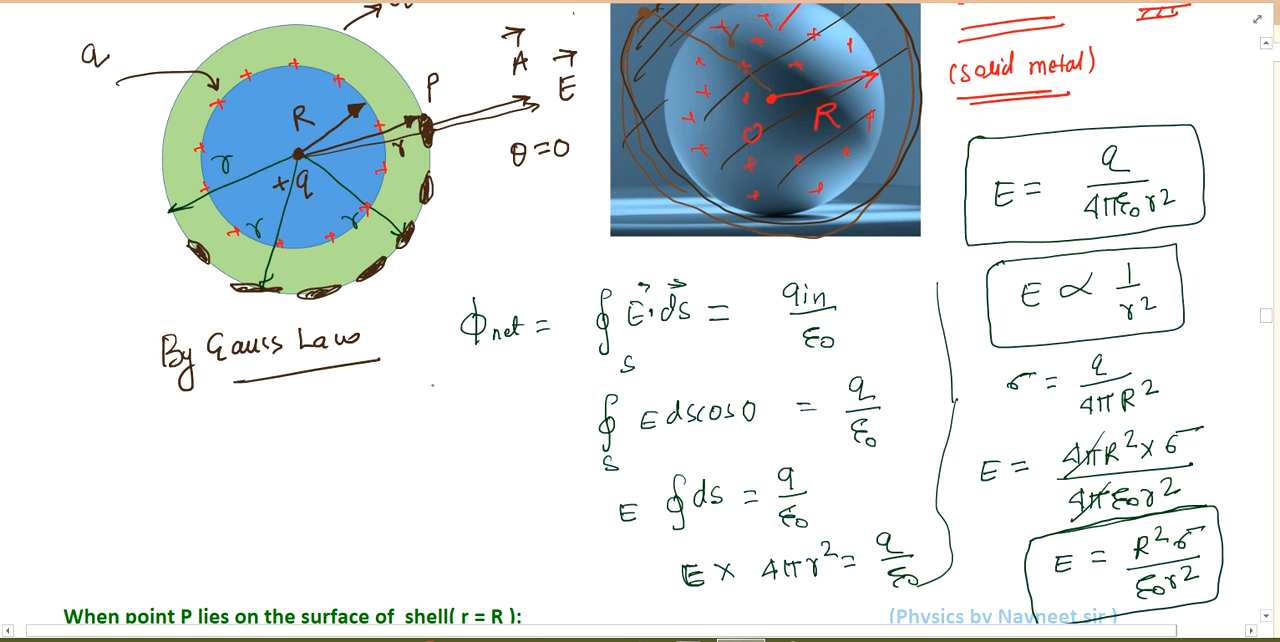 q
R
P
A⃗ E⃗
θ=0
r
r
+q
r
r
By Gauss Law
O
R
r
(Solid metal)
E = q / 4πε₀r²
E ∝ 1 / r²
σ = q / 4πR²
E = 4πR² × σ / 4πε₀r²
E = R²σ / ε₀r²
ϕnet = ∮s E⃗.ds⃗ = qin / ε₀
∮s E ds cos0 = q / ε₀
E ∮ds = q / ε₀
E × 4πr² = q / ε₀
When point P lies on the surface of shell( r = R ):
(Physics by Navneet sir )